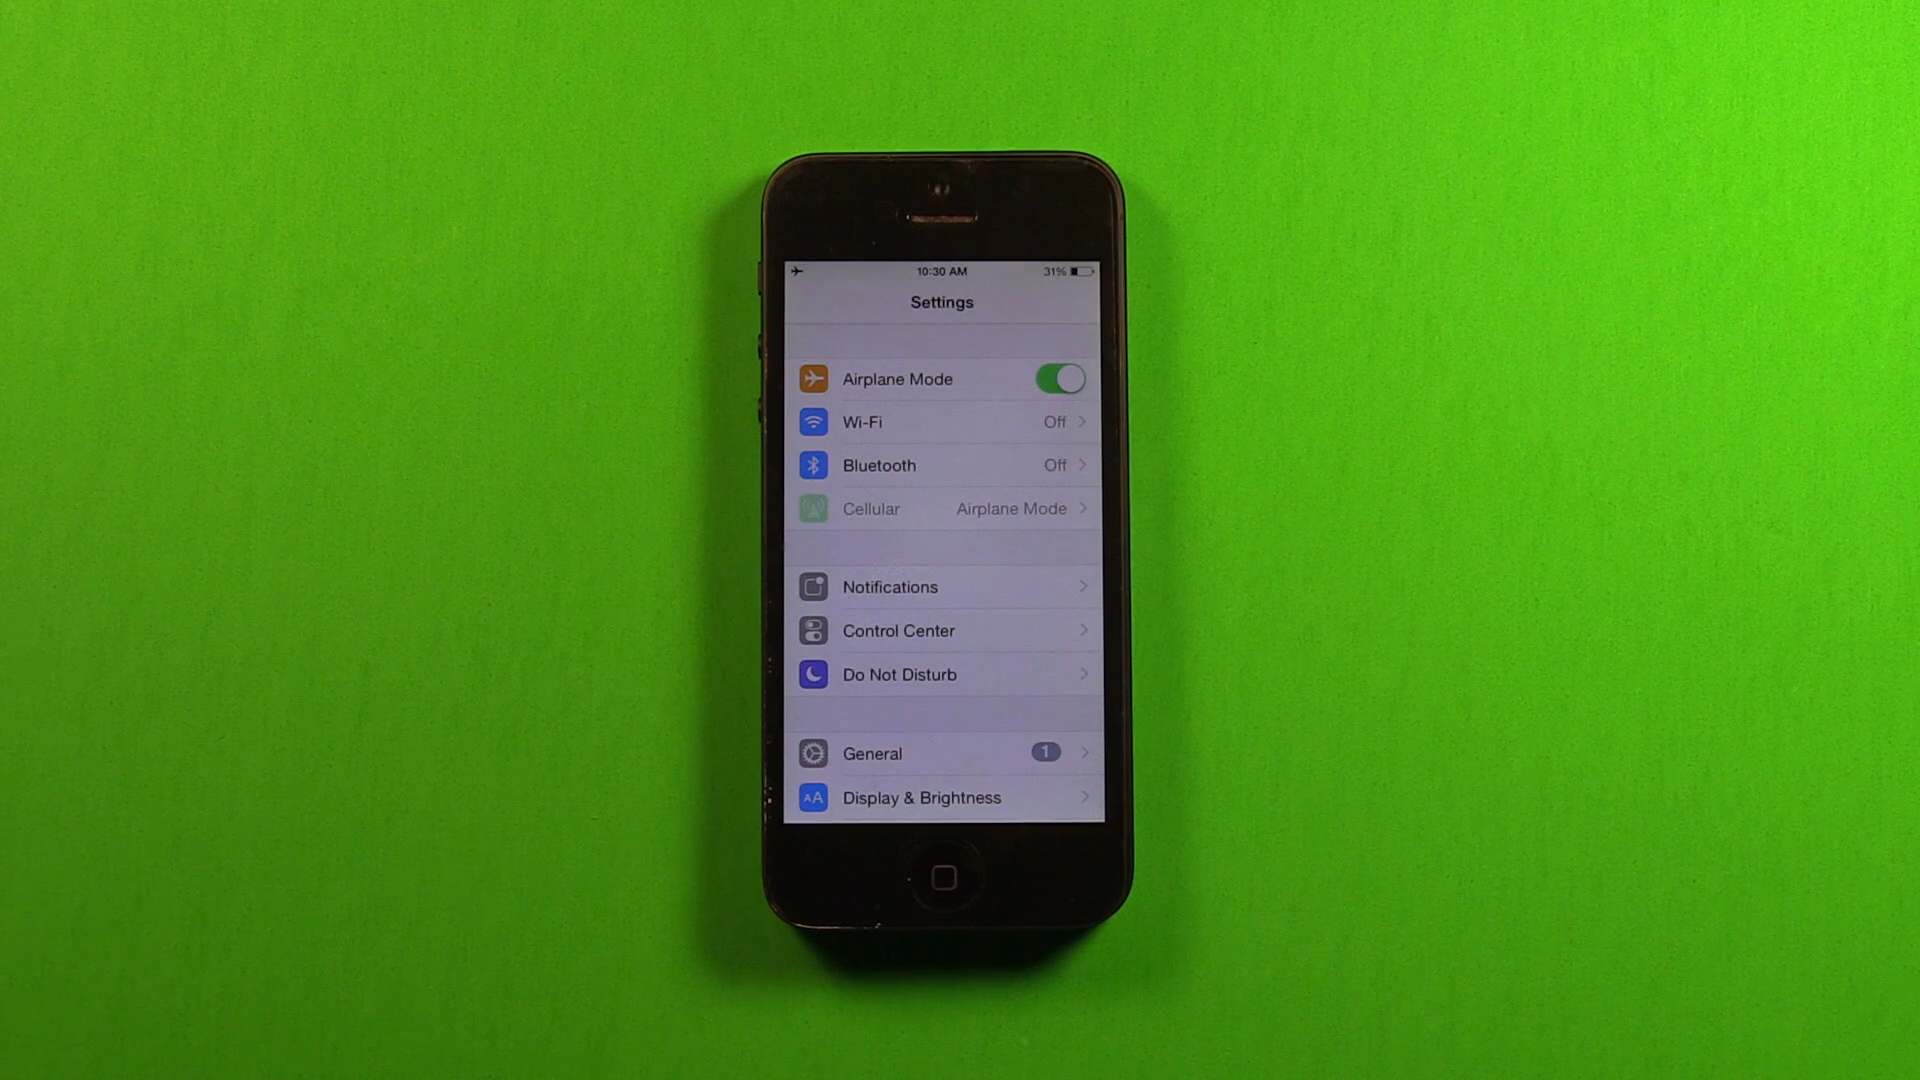 10:30 AM 31%
Settings
Airplane Mode
Wi-Fi Off
Bluetooth Off
Cellular Airplane Mode
Notifications
Control Center
Do Not Disturb
General 1
AA Display & Brightness